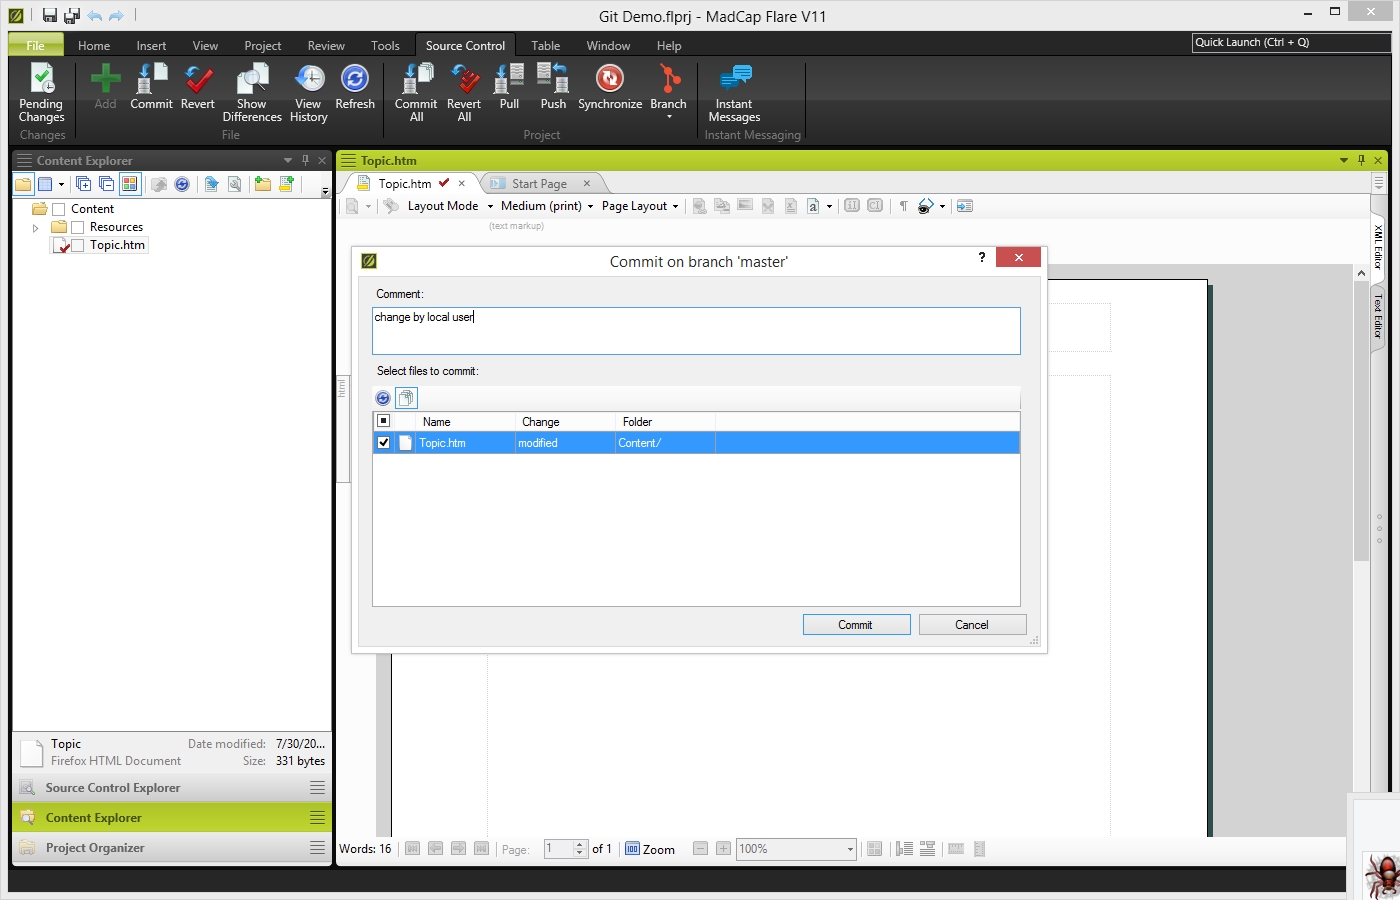 Git Demo.flprj - MadCap Flare V11
File Home Insert View Project Review Tools Source Control Table Window Help
Quick Launch (Ctrl + Q)
Pending Changes
Add
Commit
Revert
Show Differences
View History
Refresh
Commit All
Revert All
Pull
Push
Synchronize
Branch
Instant Messages
Changes
File
Project
Instant Messaging
Content Explorer
Content
Resources
Topic.htm
Topic
Date modified: 7/30/20...
Firefox HTML Document
Size: 331 bytes
Source Control Explorer
Content Explorer
Project Organizer
Topic.htm
Topic.htm
Start Page
Layout Mode
Medium (print)
Page Layout
a
(text markup)
XML Editor
Text Editor
html
Commit on branch 'master'
?
Comment:
change by local user
Select files to commit:
Name Change Folder
Topic.htm modified Content/
Commit
Cancel
Words: 16
Page: 1 of 1
100 Zoom
100%